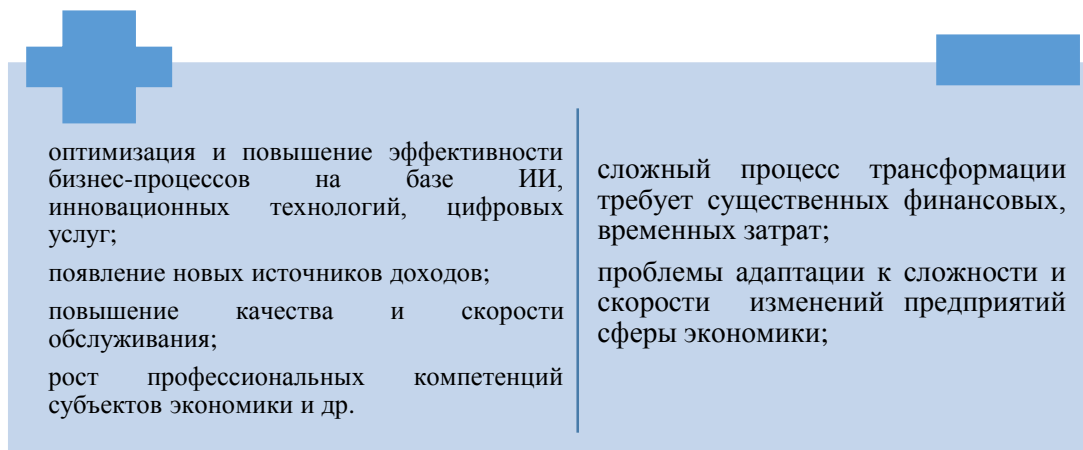 оптимизация и повышение эффективности
бизнес-процессов на базе ИИ,
инновационных технологий, цифровых
услуг;
появление новых источников доходов;
повышение качества и скорости
обслуживания;
рост профессиональных компетенций
субъектов экономики и др.
сложный процесс трансформации
требует существенных финансовых,
временных затрат;
проблемы адаптации к сложности и
скорости изменений предприятий
сферы экономики;